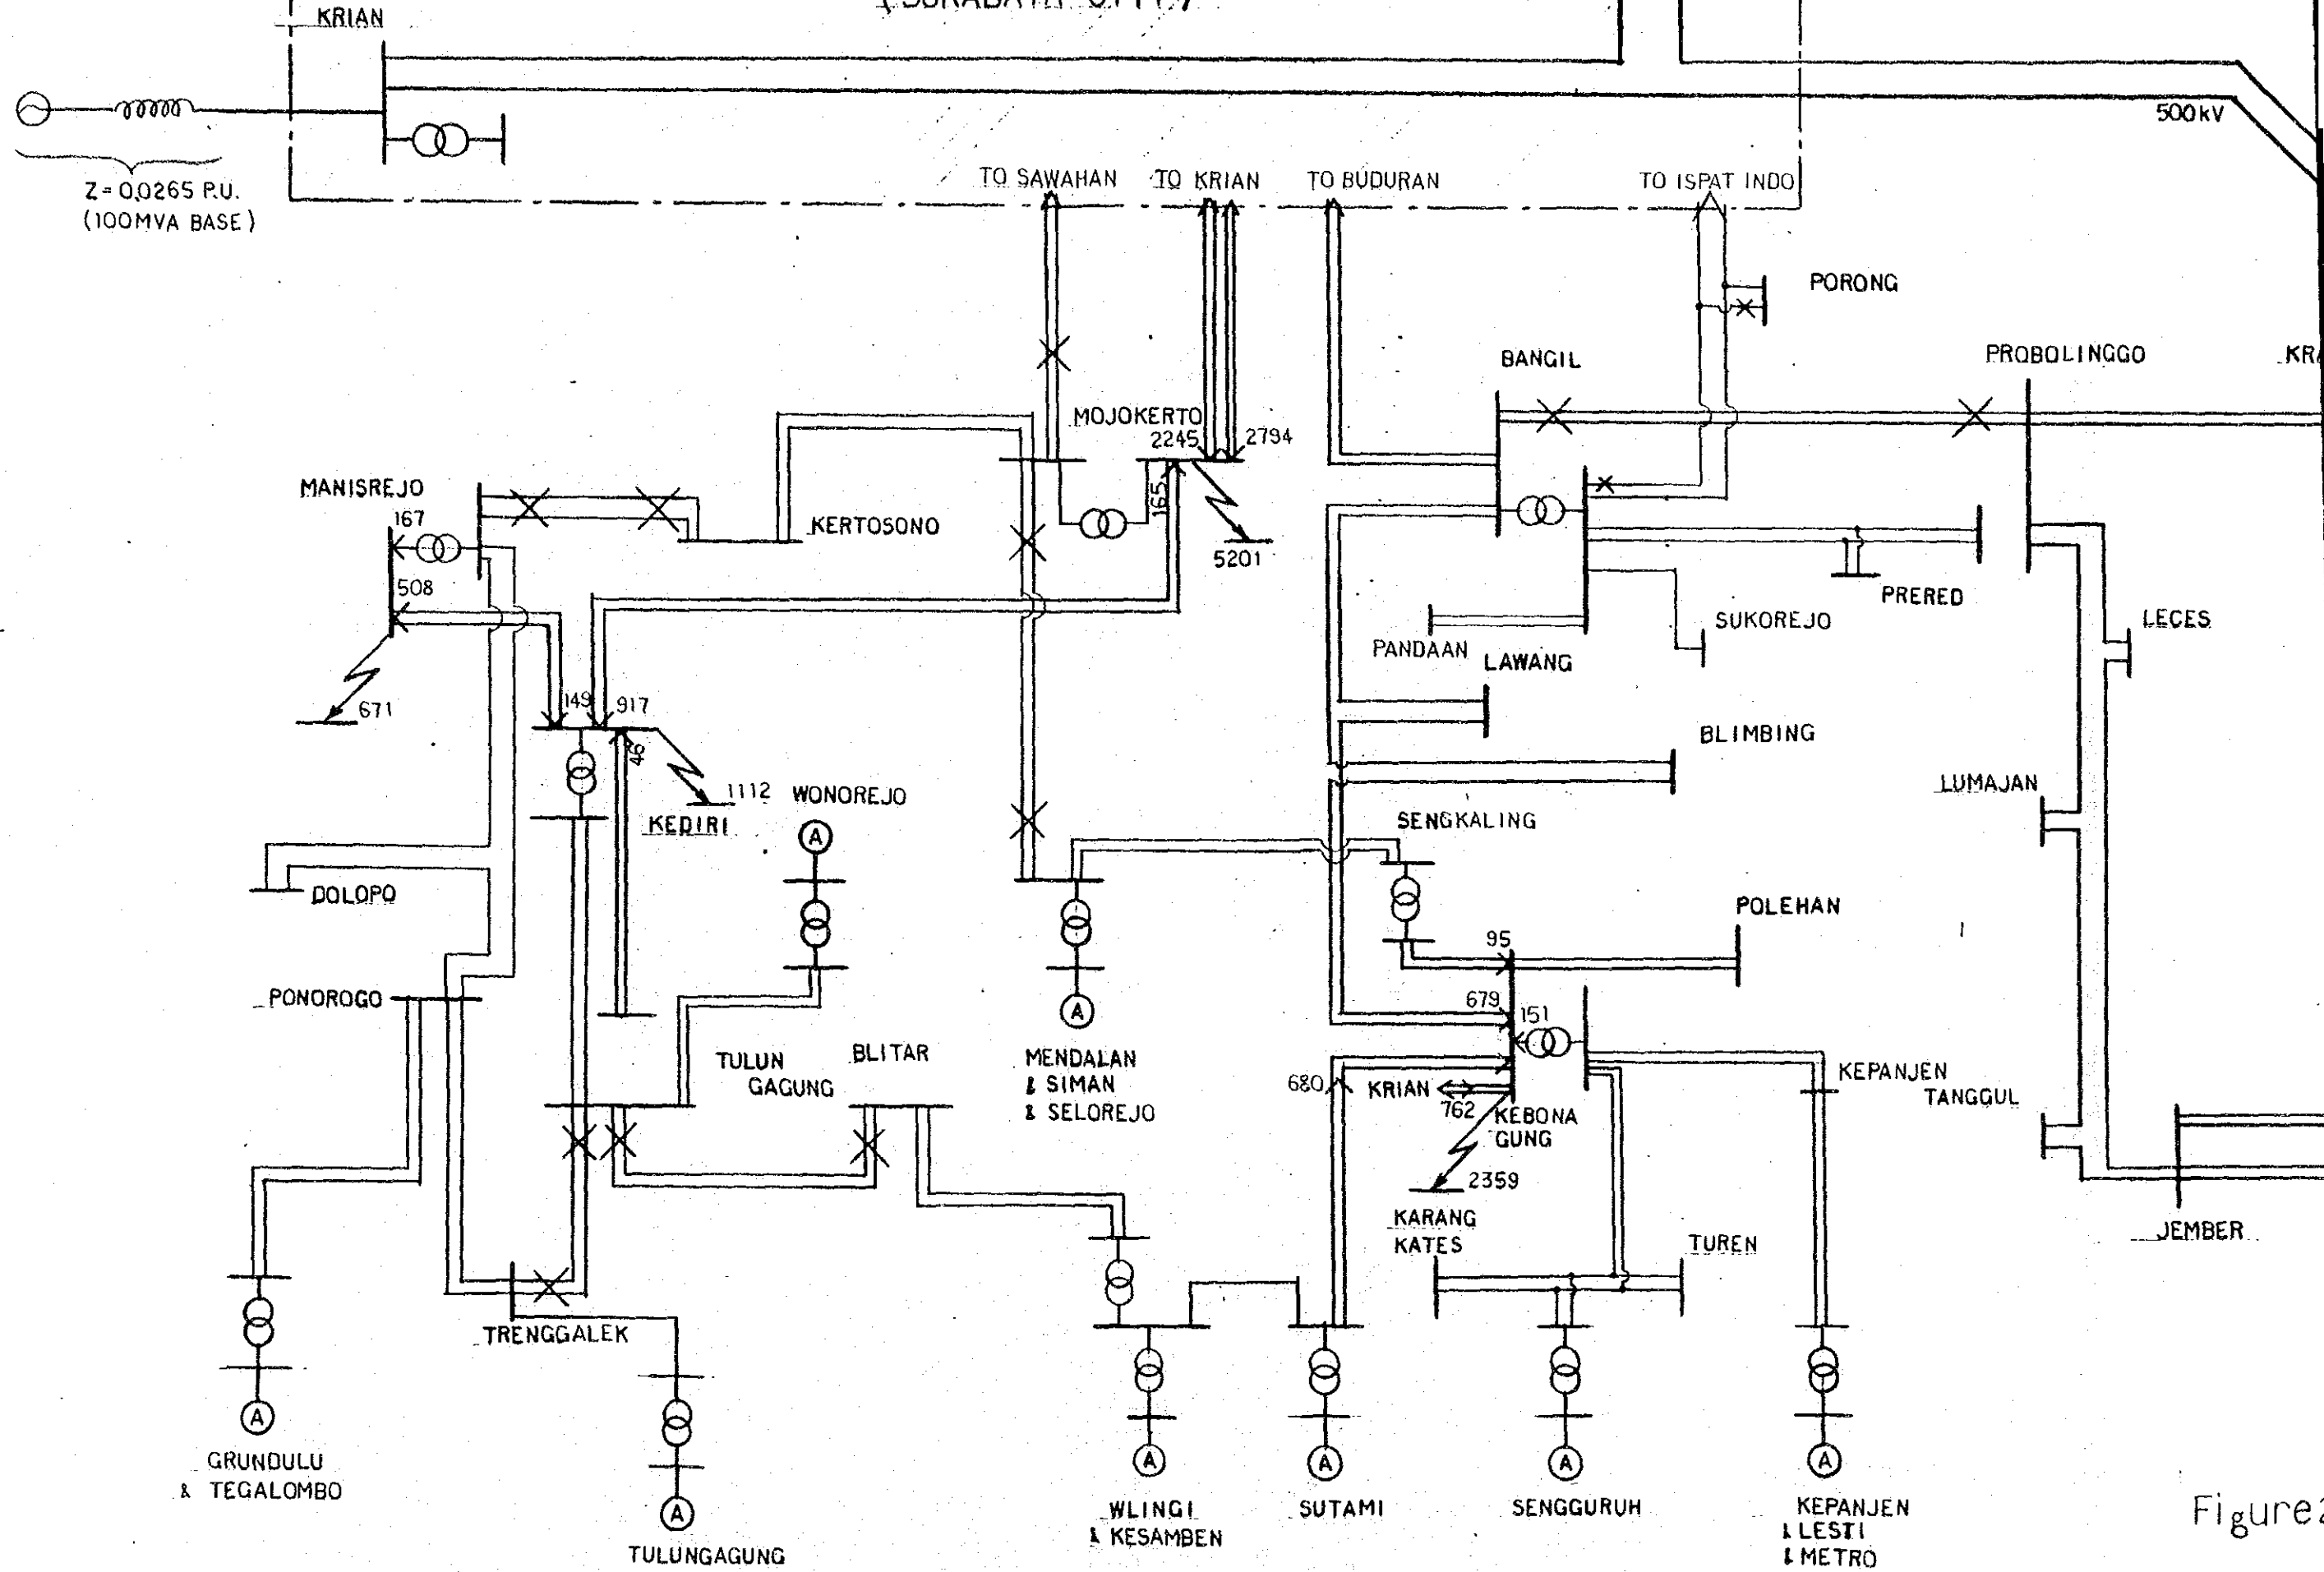 KRIAN
500kV
Z=0.0265 P.U.
(100MVA BASE)
TO SAWAHAN
TO KRIAN
TO BUDURAN
TO ISPAT INDO
PORONG
BANGIL
PROBOLINGGO
MOJOKERTO
2245
2794
165
5201
MANISREJO
167
508
671
KERTOSONO
149
917
46
1112
KEDIRI
WONOREJO
A
PRERED
SUKOREJO
PANDAAN
LAWANG
LECES
BLIMBING
LUMAJAN
SENGKALING
DOLOPO
POLEHAN
95
679
151
PONOROGO
A
MENDALAN
& SIMAN
& SELOREJO
TULUN
GAGUNG
BLITAR
680
KRIAN
762
KEBONA
GUNG
2359
KEPANJEN
TANGGUL
KARANG
KATES
TUREN
JEMBER
TRENGGALEK
A
GRUNDULU
& TEGALOMBO
A
TULUNGAGUNG
A
WLINGI
& KESAMBEN
A
SUTAMI
A
SENGGURUH
A
KEPANJEN
& LESTI
& METRO
Figure2